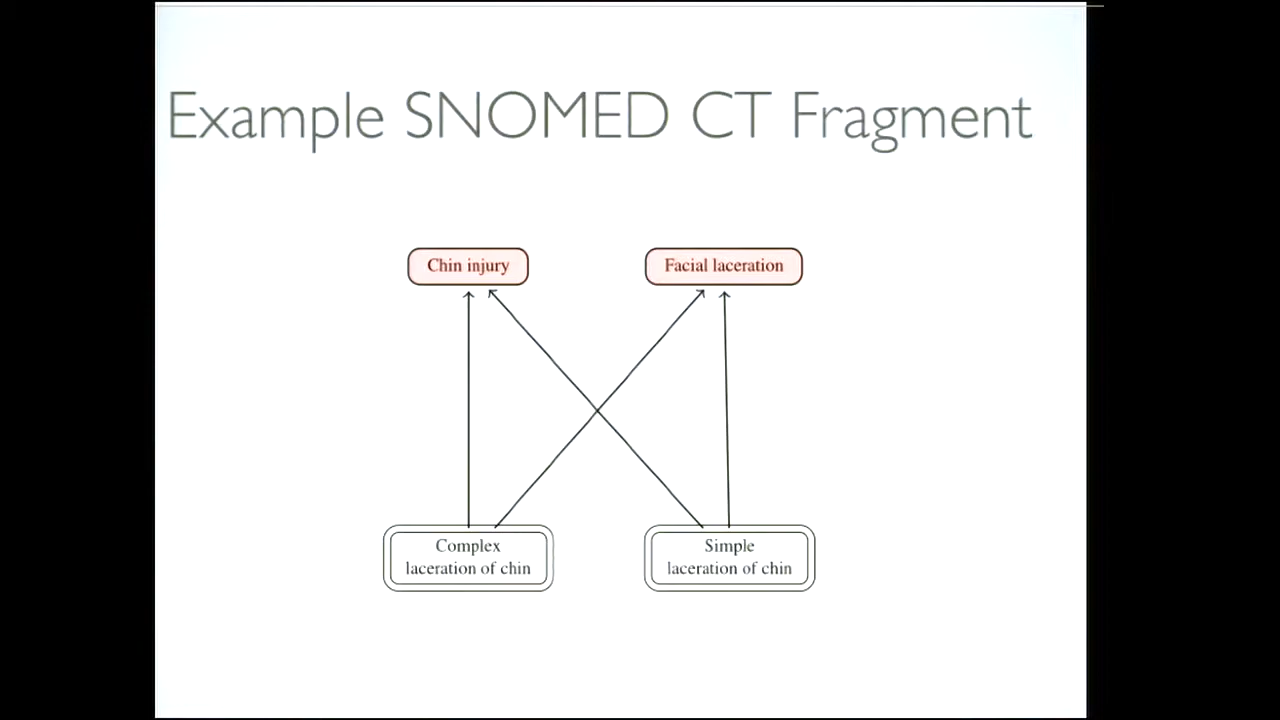 Example SNOMED CT Fragment
Chin injury
Facial laceration
Complex
laceration of chin
Simple
laceration of chin